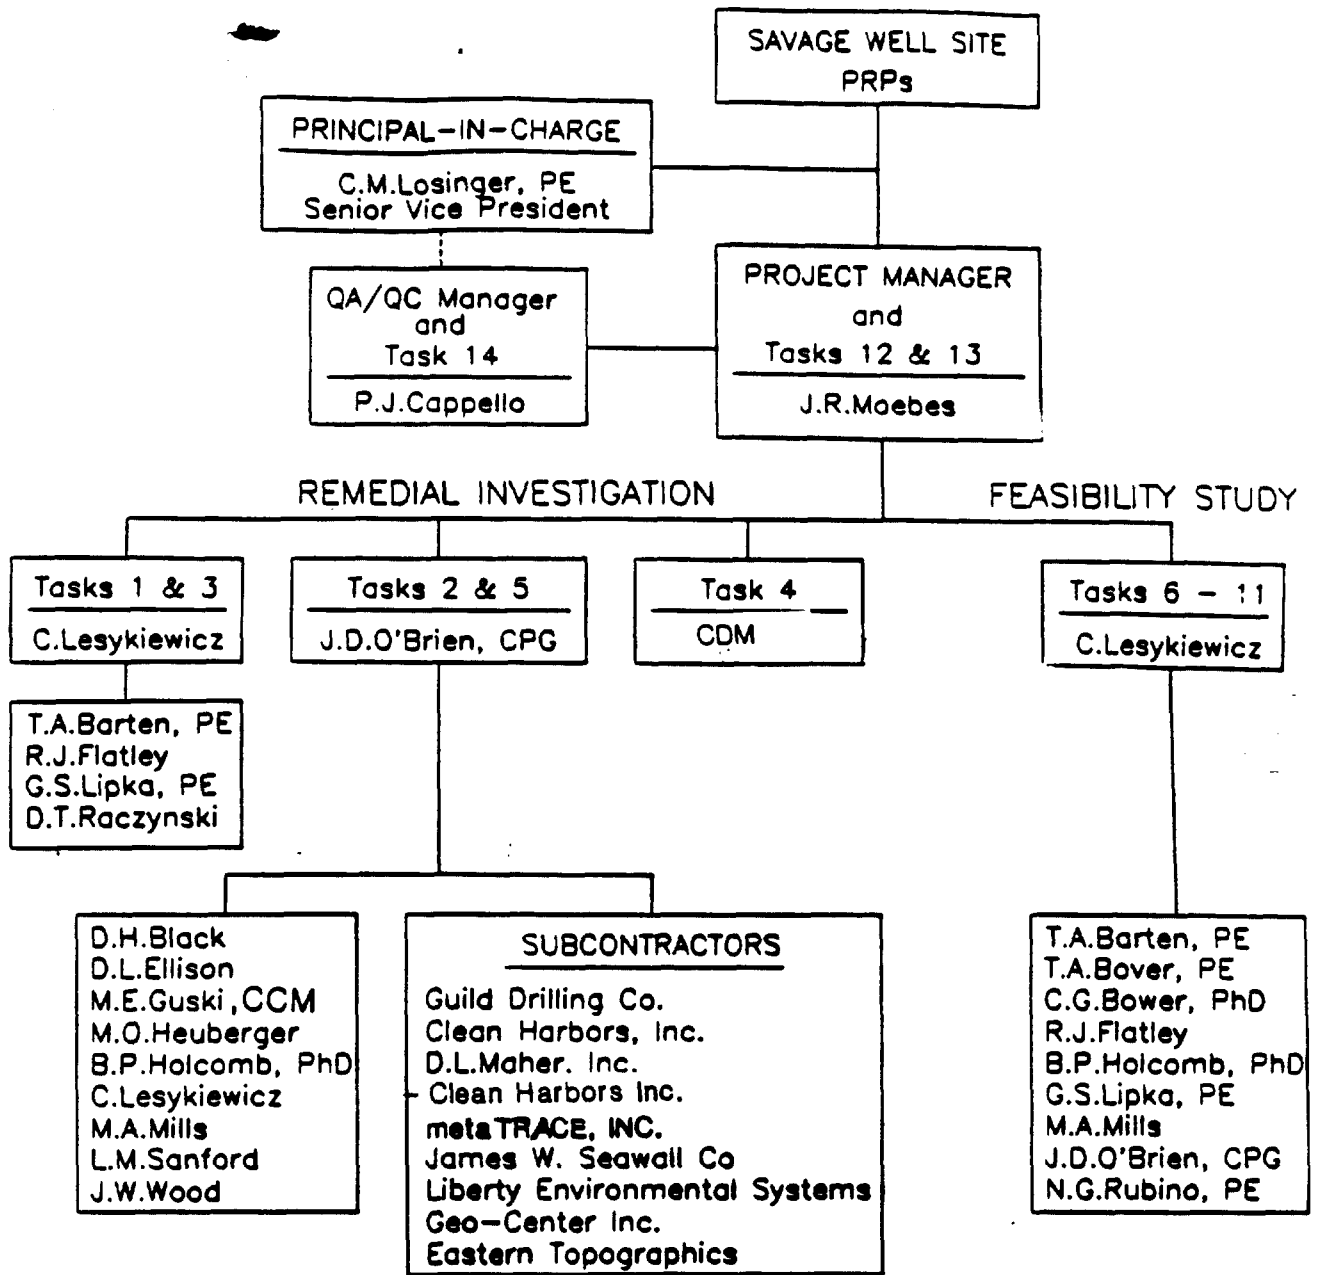 SAVAGE WELL SITE
PRPs
PRINCIPAL-IN-CHARGE
C.M.Losinger, PE
Senior Vice President
QA/QC Manager
and
Task 14
P.J.Cappello
PROJECT MANAGER
and
Tasks 12 & 13
J.R.Moebes
REMEDIAL INVESTIGATION
FEASIBILITY STUDY
Tasks 1 & 3
C.Lesykiewicz
Tasks 2 & 5
J.D.O'Brien, CPG
Task 4
CDM
Tasks 6 - 11
C.Lesykiewicz
T.A.Barten, PE
R.J.Flatley
G.S.Lipka, PE
D.T.Raczynski
D.H.Black
D.L.Ellison
M.E.Guski,CCM
M.O.Heuberger
B.P.Holcomb, PhD
C.Lesykiewicz
M.A.Mills
L.M.Sanford
J.W.Wood
SUBCONTRACTORS
Guild Drilling Co.
Clean Harbors, Inc.
D.L.Maher. Inc.
Clean Harbors Inc.
metaTRACE, INC.
James W. Seawall Co
Liberty Environmental Systems
Geo-Center Inc.
Eastern Topographics
T.A.Barten, PE
T.A.Bover, PE
C.G.Bower, PhD
R.J.Flatley
B.P.Holcomb, PhD
G.S.Lipka, PE
M.A.Mills
J.D.O'Brien, CPG
N.G.Rubino, PE